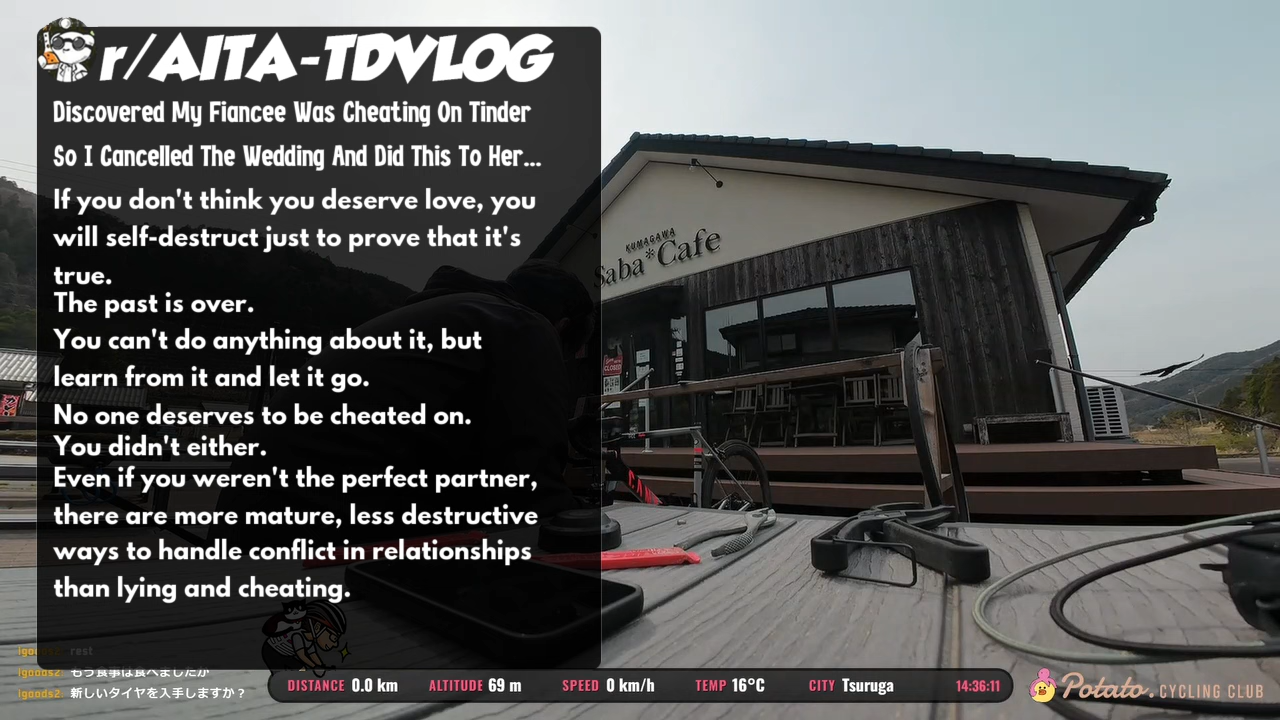 r/AITA-TDVLOG
Discovered My Fiancee Was Cheating On Tinder
So I Cancelled The Wedding And Did This To Her...
If you don't think you deserve love, you
will self-destruct just to prove that it's
true.
The past is over.
You can't do anything about it, but
learn from it and let it go.
No one deserves to be cheated on.
You didn't either.
Even if you weren't the perfect partner,
there are more mature, less destructive
ways to handle conflict in relationships
than lying and cheating.
KUMAGAWA
Saba*Cafe
CLOSED
igoods2: rest
igoods2: もう食事は食べましたか
igoods2: 新しいタイヤを入手しますか？
DISTANCE 0.0 km ALTITUDE 69 m SPEED 0 km/h TEMP 16°C CITY Tsuruga 14:36:11
Potato. CYCLING CLUB